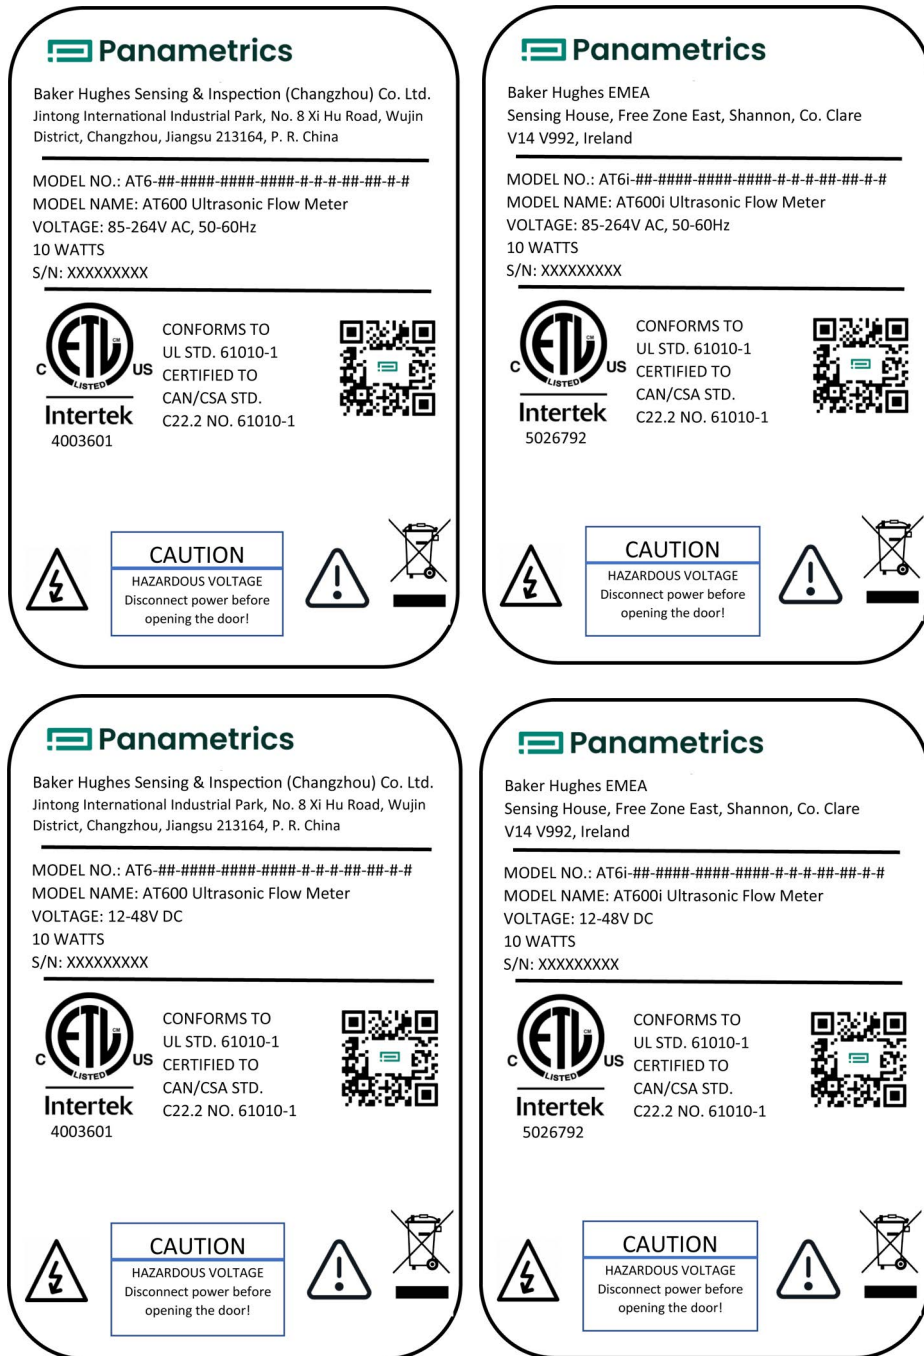 Panametrics
Baker Hughes Sensing & Inspection (Changzhou) Co. Ltd.
Jintong International Industrial Park, No. 8 Xi Hu Road, Wujin
District, Changzhou, Jiangsu 213164, P. R. China
MODEL NO.: AT6-##-####-####-####-#-#-#-##-##-#-#
MODEL NAME: AT600 Ultrasonic Flow Meter
VOLTAGE: 85-264V AC, 50-60Hz
10 WATTS
S/N: XXXXXXXXX
ETL
CM
C
US
LISTED
Intertek
4003601
CONFORMS TO
UL STD. 61010-1
CERTIFIED TO
CAN/CSA STD.
C22.2 NO. 61010-1
CAUTION
HAZARDOUS VOLTAGE
Disconnect power before
opening the door!
Panametrics
Baker Hughes EMEA
Sensing House, Free Zone East, Shannon, Co. Clare
V14 V992, Ireland
MODEL NO.: AT6i-##-####-####-####-#-#-#-##-##-#-#
MODEL NAME: AT600i Ultrasonic Flow Meter
VOLTAGE: 85-264V AC, 50-60Hz
10 WATTS
S/N: XXXXXXXXX
ETL
CM
C
US
LISTED
Intertek
5026792
CONFORMS TO
UL STD. 61010-1
CERTIFIED TO
CAN/CSA STD.
C22.2 NO. 61010-1
CAUTION
HAZARDOUS VOLTAGE
Disconnect power before
opening the door!
Panametrics
Baker Hughes Sensing & Inspection (Changzhou) Co. Ltd.
Jintong International Industrial Park, No. 8 Xi Hu Road, Wujin
District, Changzhou, Jiangsu 213164, P. R. China
MODEL NO.: AT6-##-####-####-####-#-#-#-##-##-#-#
MODEL NAME: AT600 Ultrasonic Flow Meter
VOLTAGE: 12-48V DC
10 WATTS
S/N: XXXXXXXXX
ETL
CM
C
US
LISTED
Intertek
4003601
CONFORMS TO
UL STD. 61010-1
CERTIFIED TO
CAN/CSA STD.
C22.2 NO. 61010-1
CAUTION
HAZARDOUS VOLTAGE
Disconnect power before
opening the door!
Panametrics
Baker Hughes EMEA
Sensing House, Free Zone East, Shannon, Co. Clare
V14 V992, Ireland
MODEL NO.: AT6i-##-####-####-####-#-#-#-##-##-#-#
MODEL NAME: AT600i Ultrasonic Flow Meter
VOLTAGE: 12-48V DC
10 WATTS
S/N: XXXXXXXXX
ETL
CM
C
US
LISTED
Intertek
5026792
CONFORMS TO
UL STD. 61010-1
CERTIFIED TO
CAN/CSA STD.
C22.2 NO. 61010-1
CAUTION
HAZARDOUS VOLTAGE
Disconnect power before
opening the door!